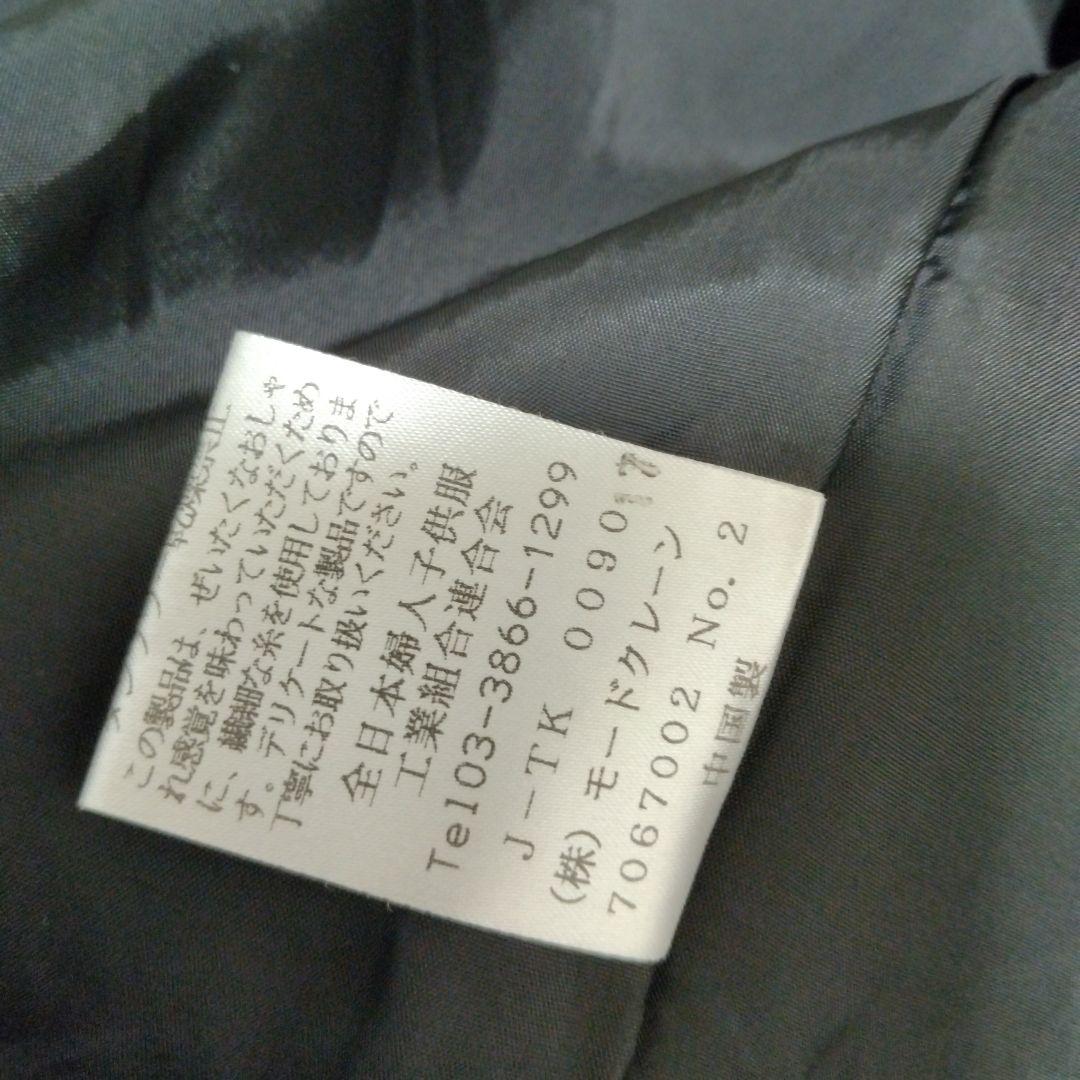 この製品は、ぜいたくなおしゃ
れ感覚を味わっていただくため
に、繊細な糸を使用しておりま
す。デリケートな製品ですので
丁寧にお取り扱いください。
全日本婦人子供服
工業組合連合会
Tel03-3866-1299
J-TK 0090
(株)モードクレーン
7067002 No. 2
中国製